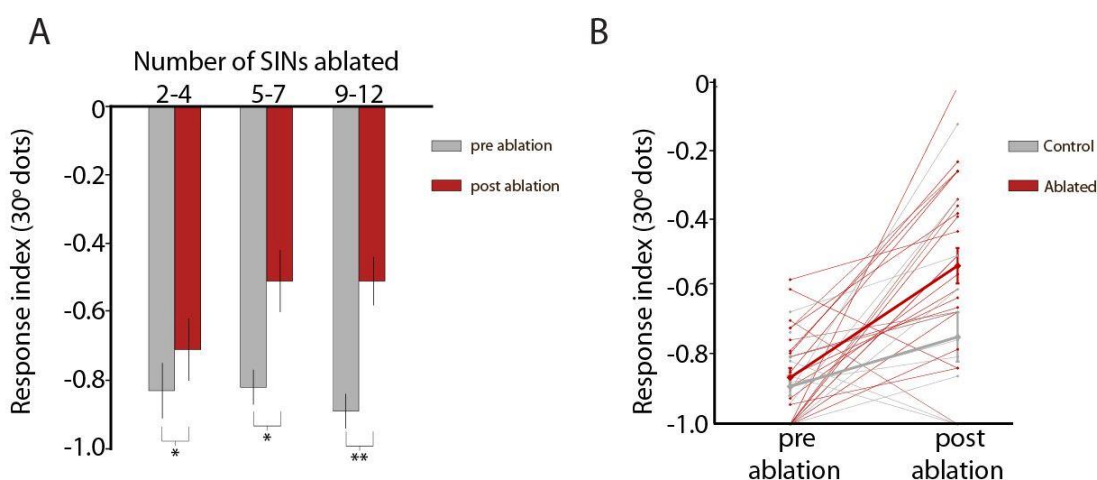 A
Number of SINs ablated
2-4 5-7 9-12
Response index (30º dots)
0
-0.2
-0.4
-0.6
-0.8
-1.0
pre ablation
post ablation
*
*
**
B
Response index (30º dots)
0
-0.2
-0.4
-0.6
-0.8
-1.0
pre
ablation
post
ablation
Control
Ablated